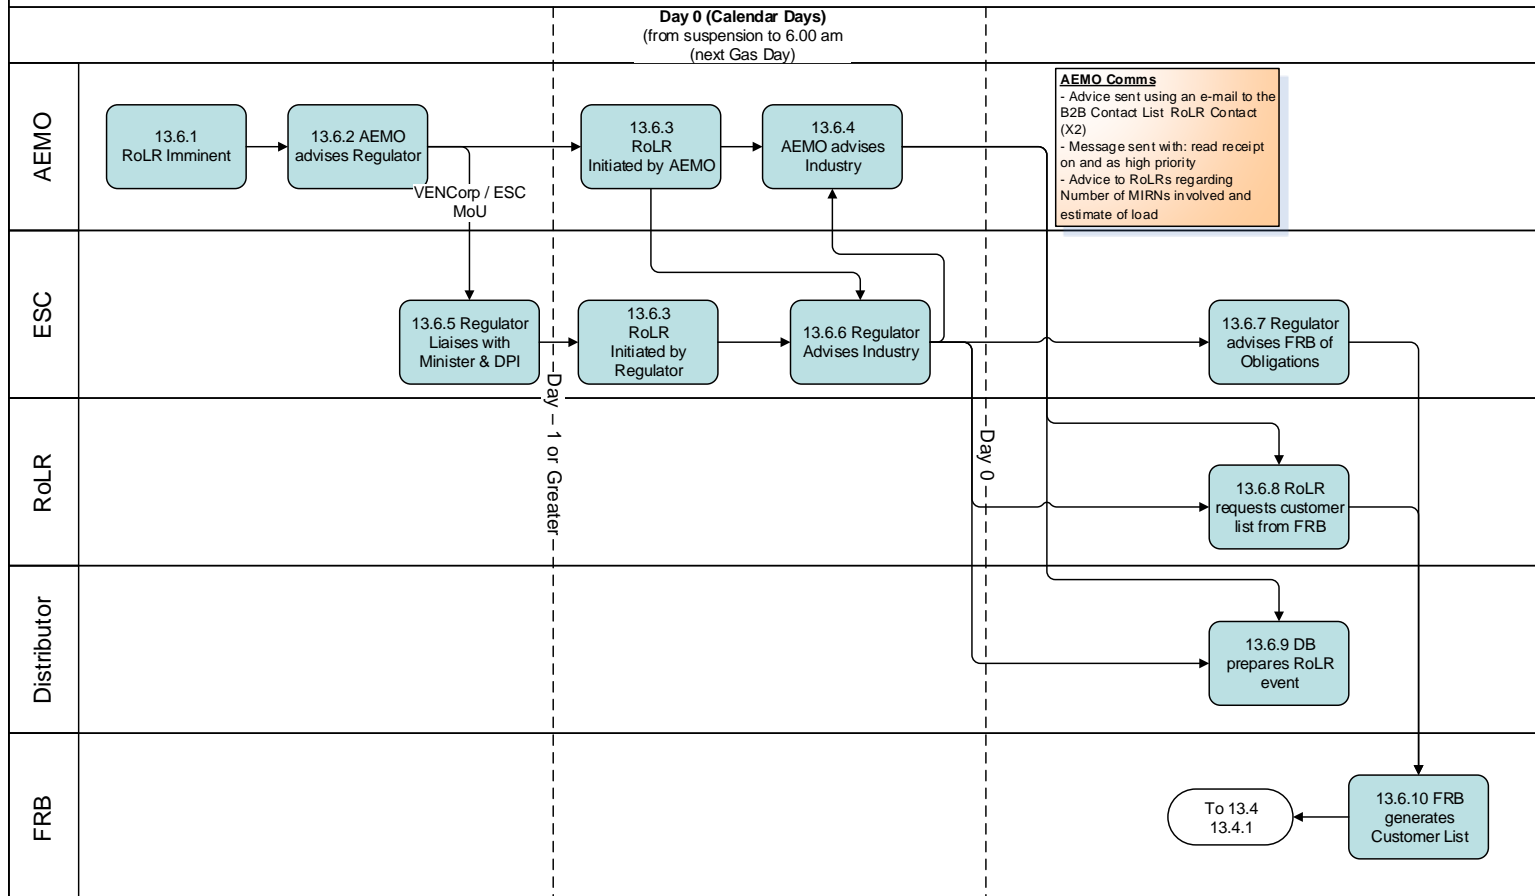 Day 0 (Calendar Days)
(from suspension to 6.00 am
(next Gas Day)
AEMO
13.6.1
RoLR Imminent
13.6.2 AEMO
advises Regulator
VENCorp / ESC
MoU
13.6.3
RoLR
Initiated by AEMO
13.6.4
AEMO advises
Industry
AEMO Comms
- Advice sent using an e-mail to the
B2B Contact List RoLR Contact
(X2)
- Message sent with: read receipt
on and as high priority
- Advice to RoLRs regarding
Number of MIRNs involved and
estimate of load
ESC
13.6.5 Regulator
Liaises with
Minister & DPI
13.6.3
RoLR
Initiated by
Regulator
13.6.6 Regulator
Advises Industry
13.6.7 Regulator
advises FRB of
Obligations
Day – 1 or Greater
Day 0
RoLR
13.6.8 RoLR
requests customer
list from FRB
Distributor
13.6.9 DB
prepares RoLR
event
FRB
To 13.4
13.4.1
13.6.10 FRB
generates
Customer List